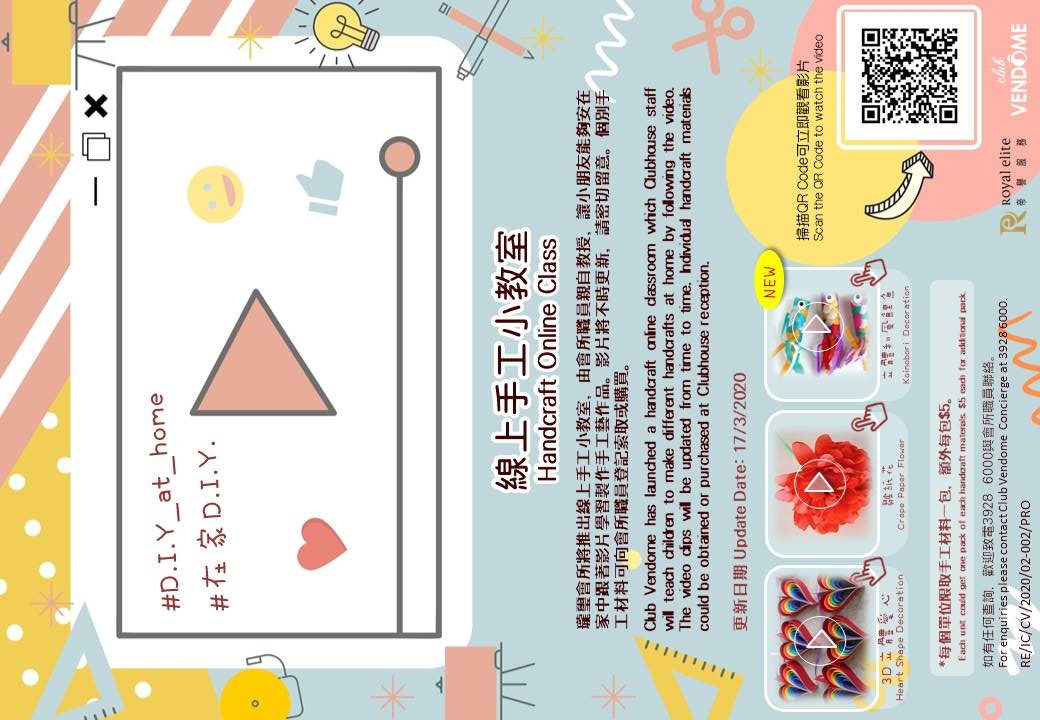 #D.I.Y_at_home
#在家D.I.Y.
線上手工小教室
Handcraft Online Class
瓏璽會所將推出線上手工小教室，由會所職員親自教授，讓小朋友能夠安在
家中跟著影片學習製作手工藝作品。影片將不時更新，請密切留意。個別手
工材料可向會所職員登記索取或購買。
Club Vendome has launched a handcraft online classroom which Clubhouse staff
will teach children to make different handcrafts at home by following the video.
The video clips will be updated from time to time. Individual handcraft materials
could be obtained or purchased at Clubhouse reception.
更新日期 Update Date: 17/3/2020
NEW
3D立體愛心
Heart Shape Decoration
皺紙花
Crepe Paper Flower
立體和風鯉魚
Koinobori Decoration
掃描QR Code可立即觀看影片
Scan the QR Code to watch the video
*每個單位限取手工材料一包，額外每包$5。
Each unit could get one pack of each handcraft materials. $5 each for additional pack.
如有任何查詢，歡迎致電3928 6000與會所職員聯絡。
For enquiries please contact Club Vendome Concierge at 3928 6000.
RE/IC/CV/2020/02-002/PRO
royal elite
帝譽服務
club
VENDÔME